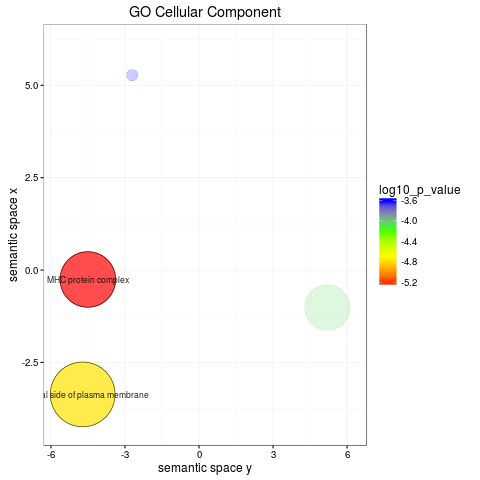 GO Cellular Component
log10_p_value
-3.6
-4.0
-4.4
-4.8
-5.2
5.0
2.5
0.0
-2.5
semantic space x
MHC protein complex
al side of plasma membrane
-6
-3
0
3
6
semantic space y